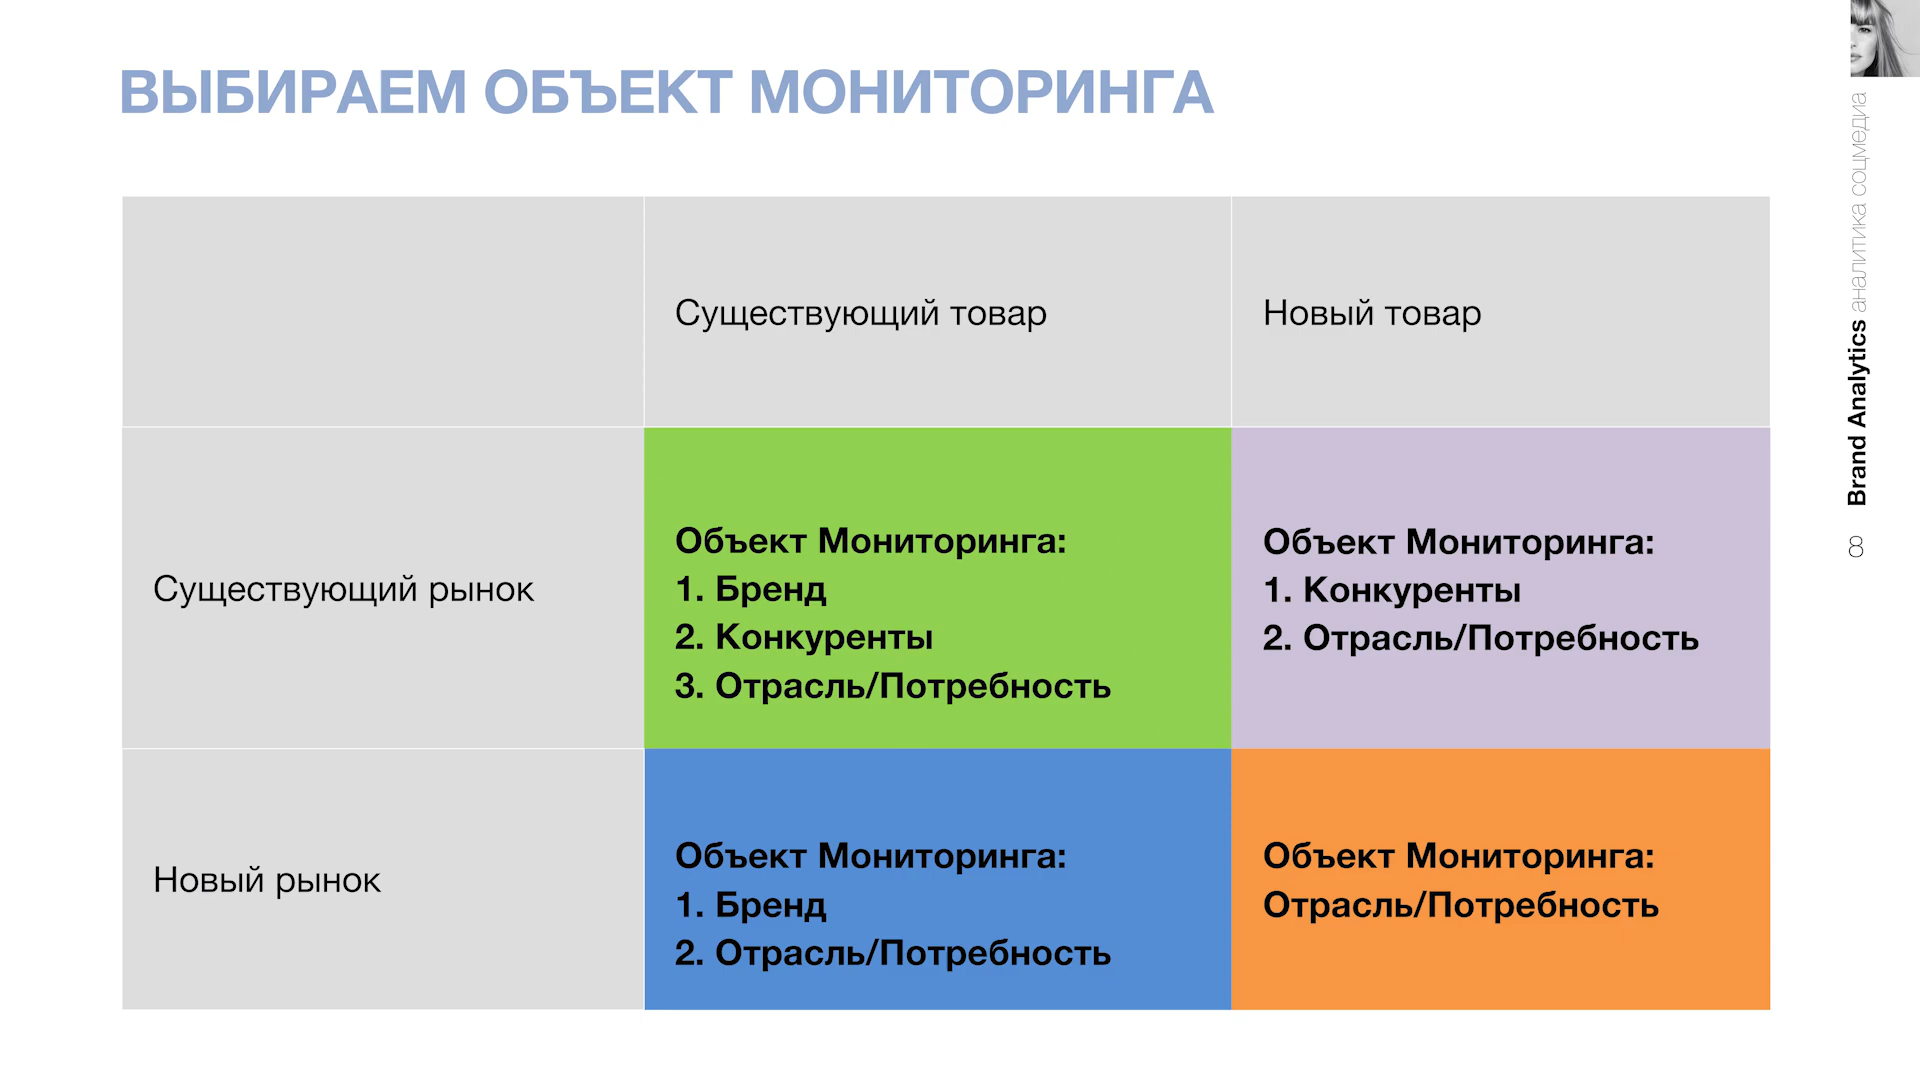 ВЫБИРАЕМ ОБЪЕКТ МОНИТОРИНГА
Существующий товар
Новый товар
Существующий рынок
Объект Мониторинга:
1. Бренд
2. Конкуренты
3. Отрасль/Потребность
Объект Мониторинга:
1. Конкуренты
2. Отрасль/Потребность
Новый рынок
Объект Мониторинга:
1. Бренд
2. Отрасль/Потребность
Объект Мониторинга:
Отрасль/Потребность
8 Brand Analytics аналитика соцмедиа